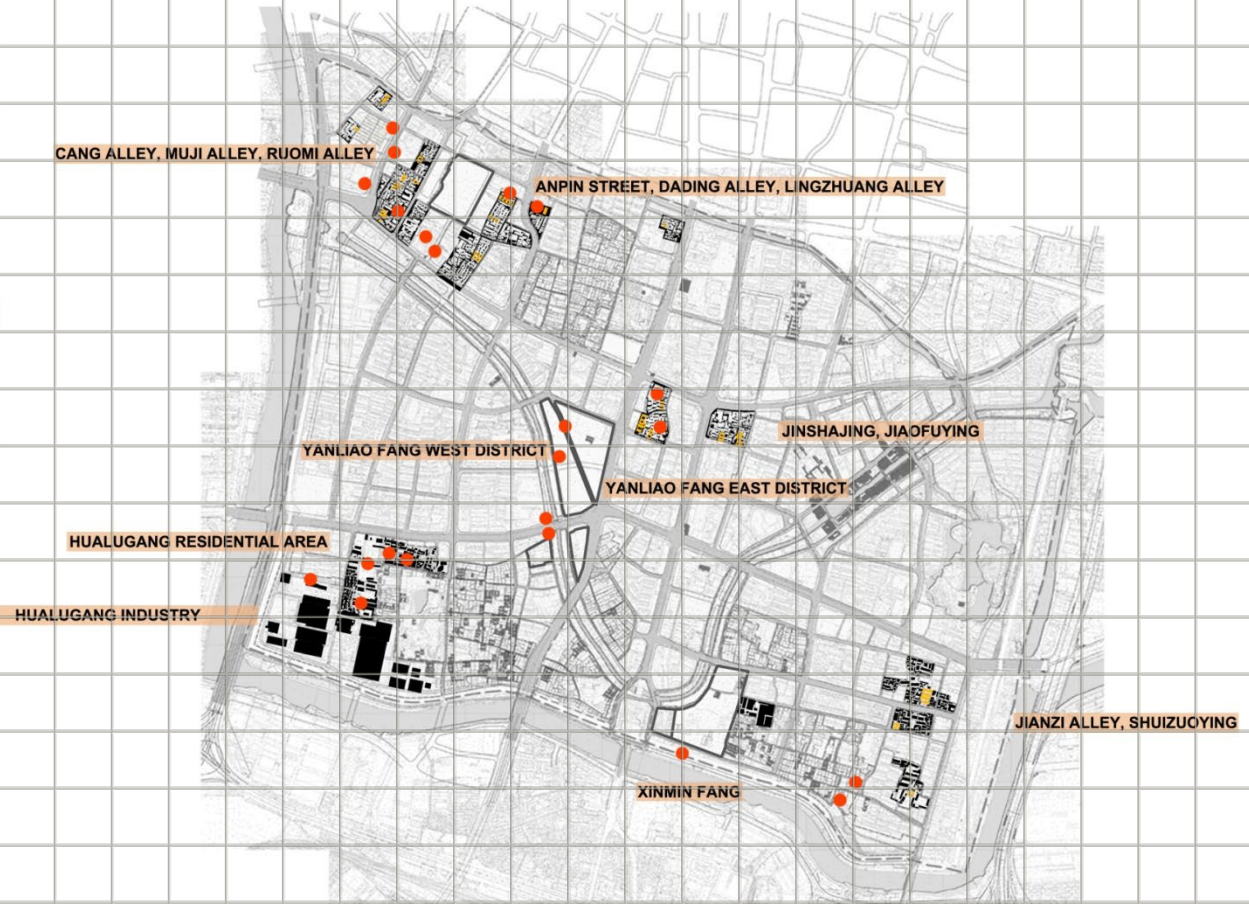 CANG ALLEY, MUJI ALLEY, RUOMI ALLEY
ANPIN STREET, DADING ALLEY, LINGZHUANG ALLEY
JINSHAJING, JIAOFUYING
YANLIAO FANG WEST DISTRICT
YANLIAO FANG EAST DISTRICT
HUALUGANG RESIDENTIAL AREA
HUALUGANG INDUSTRY
JIANZI ALLEY, SHUIZUOYING
XINMIN FANG